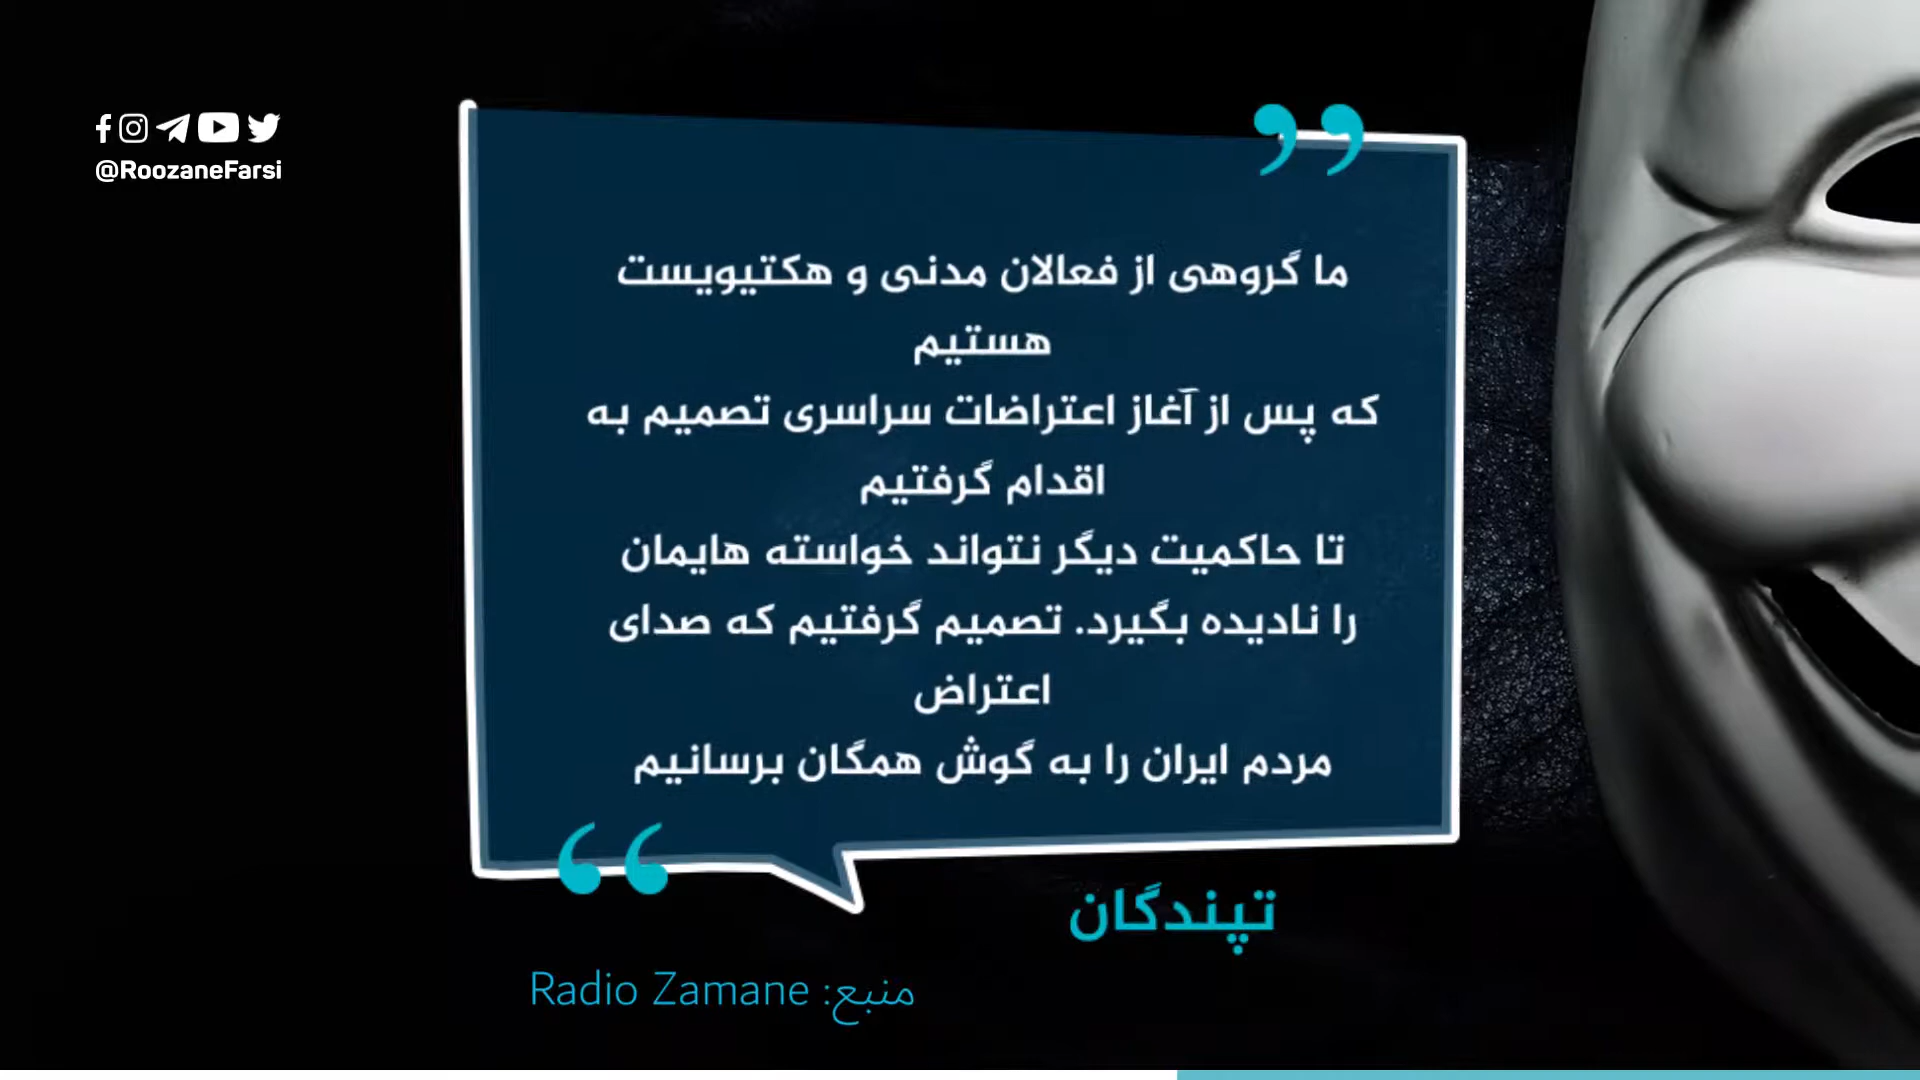 @RoozaneFarsi
ما گروهی از فعالان مدنی و هکتیویست
هستیم
که پس از آغاز اعتراضات سراسری تصمیم به
اقدام گرفتیم
تا حاکمیت دیگر نتواند خواسته هایمان
را نادیده بگیرد. تصمیم گرفتیم که صدای
اعتراض
مردم ایران را به گوش همگان برسانیم
تپندگان
منبع: Radio Zamane